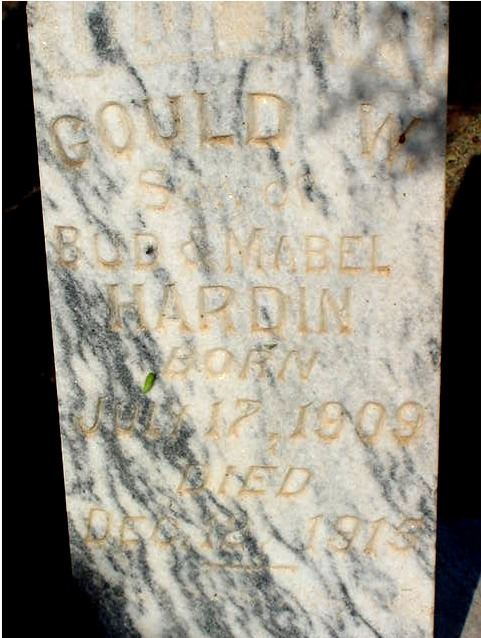 GOULD W.
SON OF
BUD & MABEL
HARDIN
BORN
JULY 17, 1909
DIED
DEC. 12, 1913